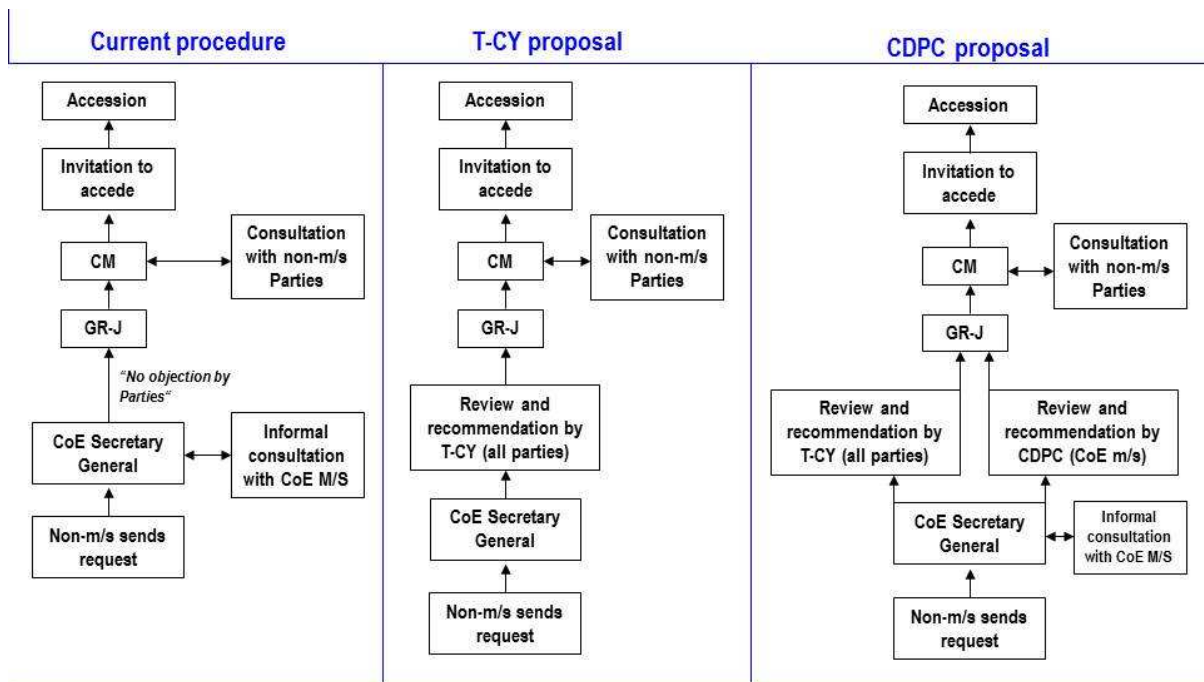 Current procedure
Accession
Invitation to
accede
CM
Consultation
with non-m/s
Parties
GR-J
"No objection by
Parties"
CoE Secretary
General
Informal
consultation
with CoE M/S
Non-m/s sends
request
T-CY proposal
Accession
Invitation to
accede
CM
Consultation
with non-m/s
Parties
GR-J
Review and
recommendation by
T-CY (all parties)
CoE Secretary
General
Non-m/s sends
request
CDPC proposal
Accession
Invitation to
accede
CM
Consultation
with non-m/s
Parties
GR-J
Review and
recommendation by
T-CY (all parties)
Review and
recommendation by
CDPC (CoE m/s)
CoE Secretary
General
Informal
consultation
with CoE M/S
Non-m/s sends
request